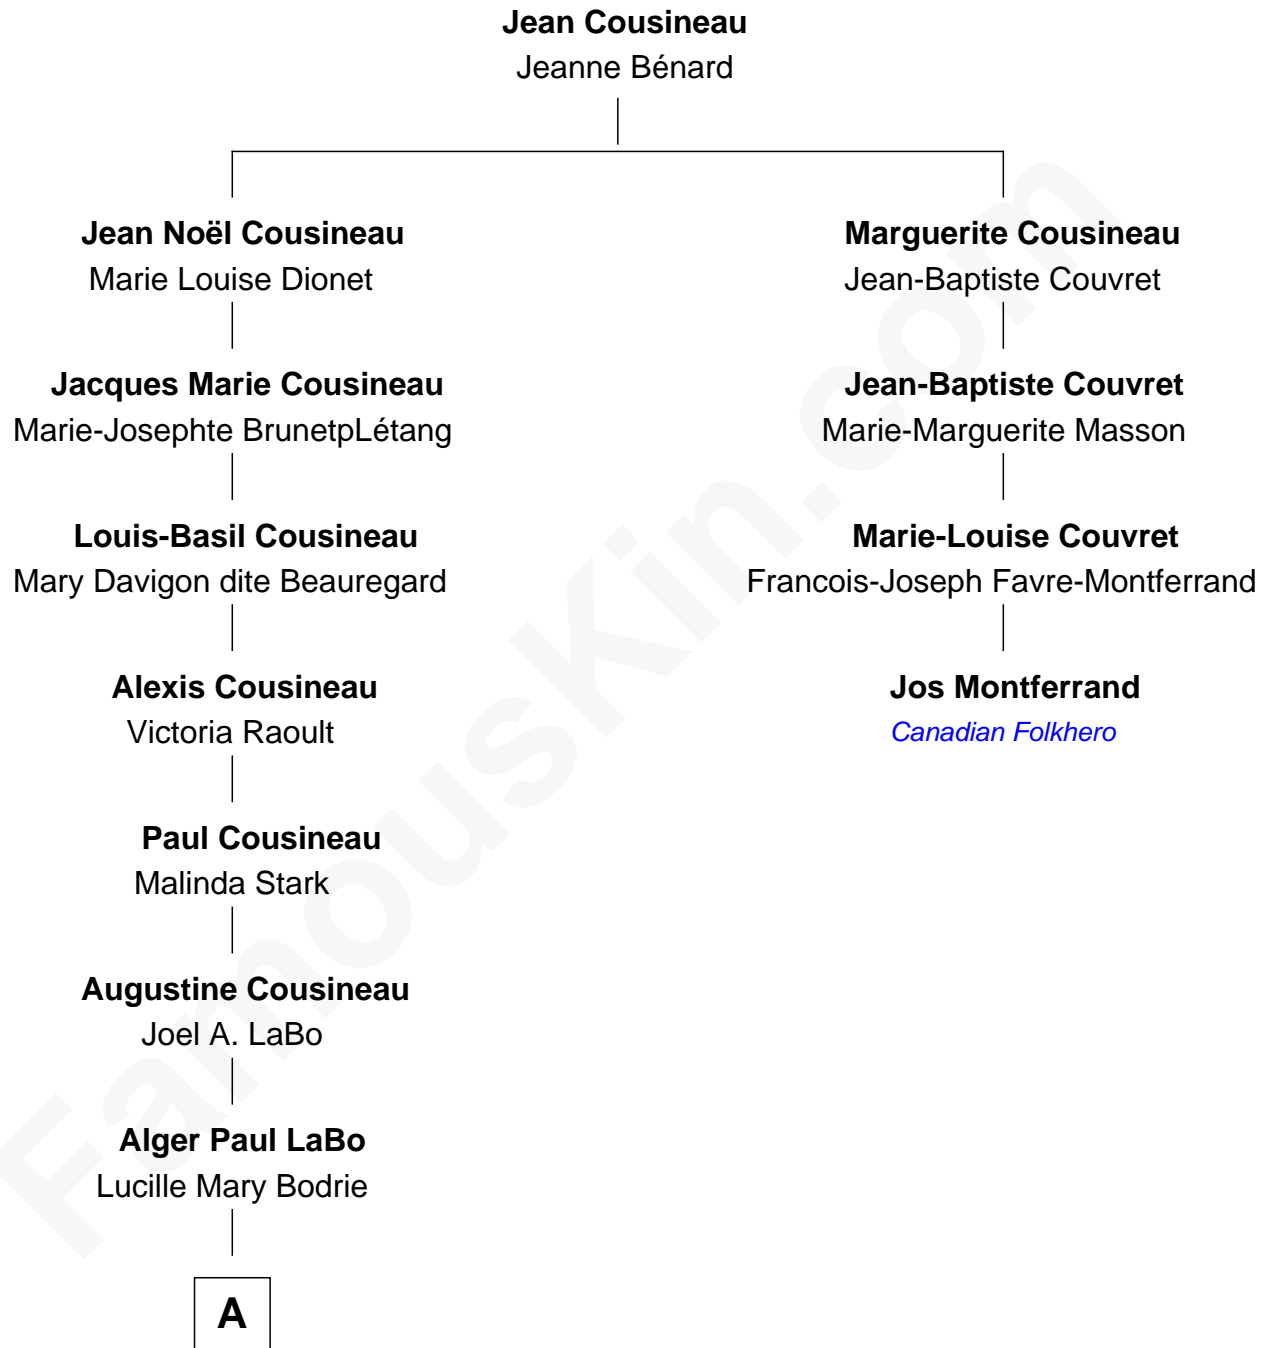 Jean Cousineau
Jeanne Bénard
Jean Noël Cousineau
Marie Louise Dionet
Marguerite Cousineau
Jean-Baptiste Couvret
Jacques Marie Cousineau
Marie-Josephte BrunetpLétang
Jean-Baptiste Couvret
Marie-Marguerite Masson
Louis-Basil Cousineau
Mary Davigon dite Beauregard
Marie-Louise Couvret
Francois-Joseph Favre-Montferrand
Alexis Cousineau
Victoria Raoult
Jos Montferrand
Canadian Folkhero
Paul Cousineau
Malinda Stark
Augustine Cousineau
Joel A. LaBo
Alger Paul LaBo
Lucille Mary Bodrie
A
FamousKin.com